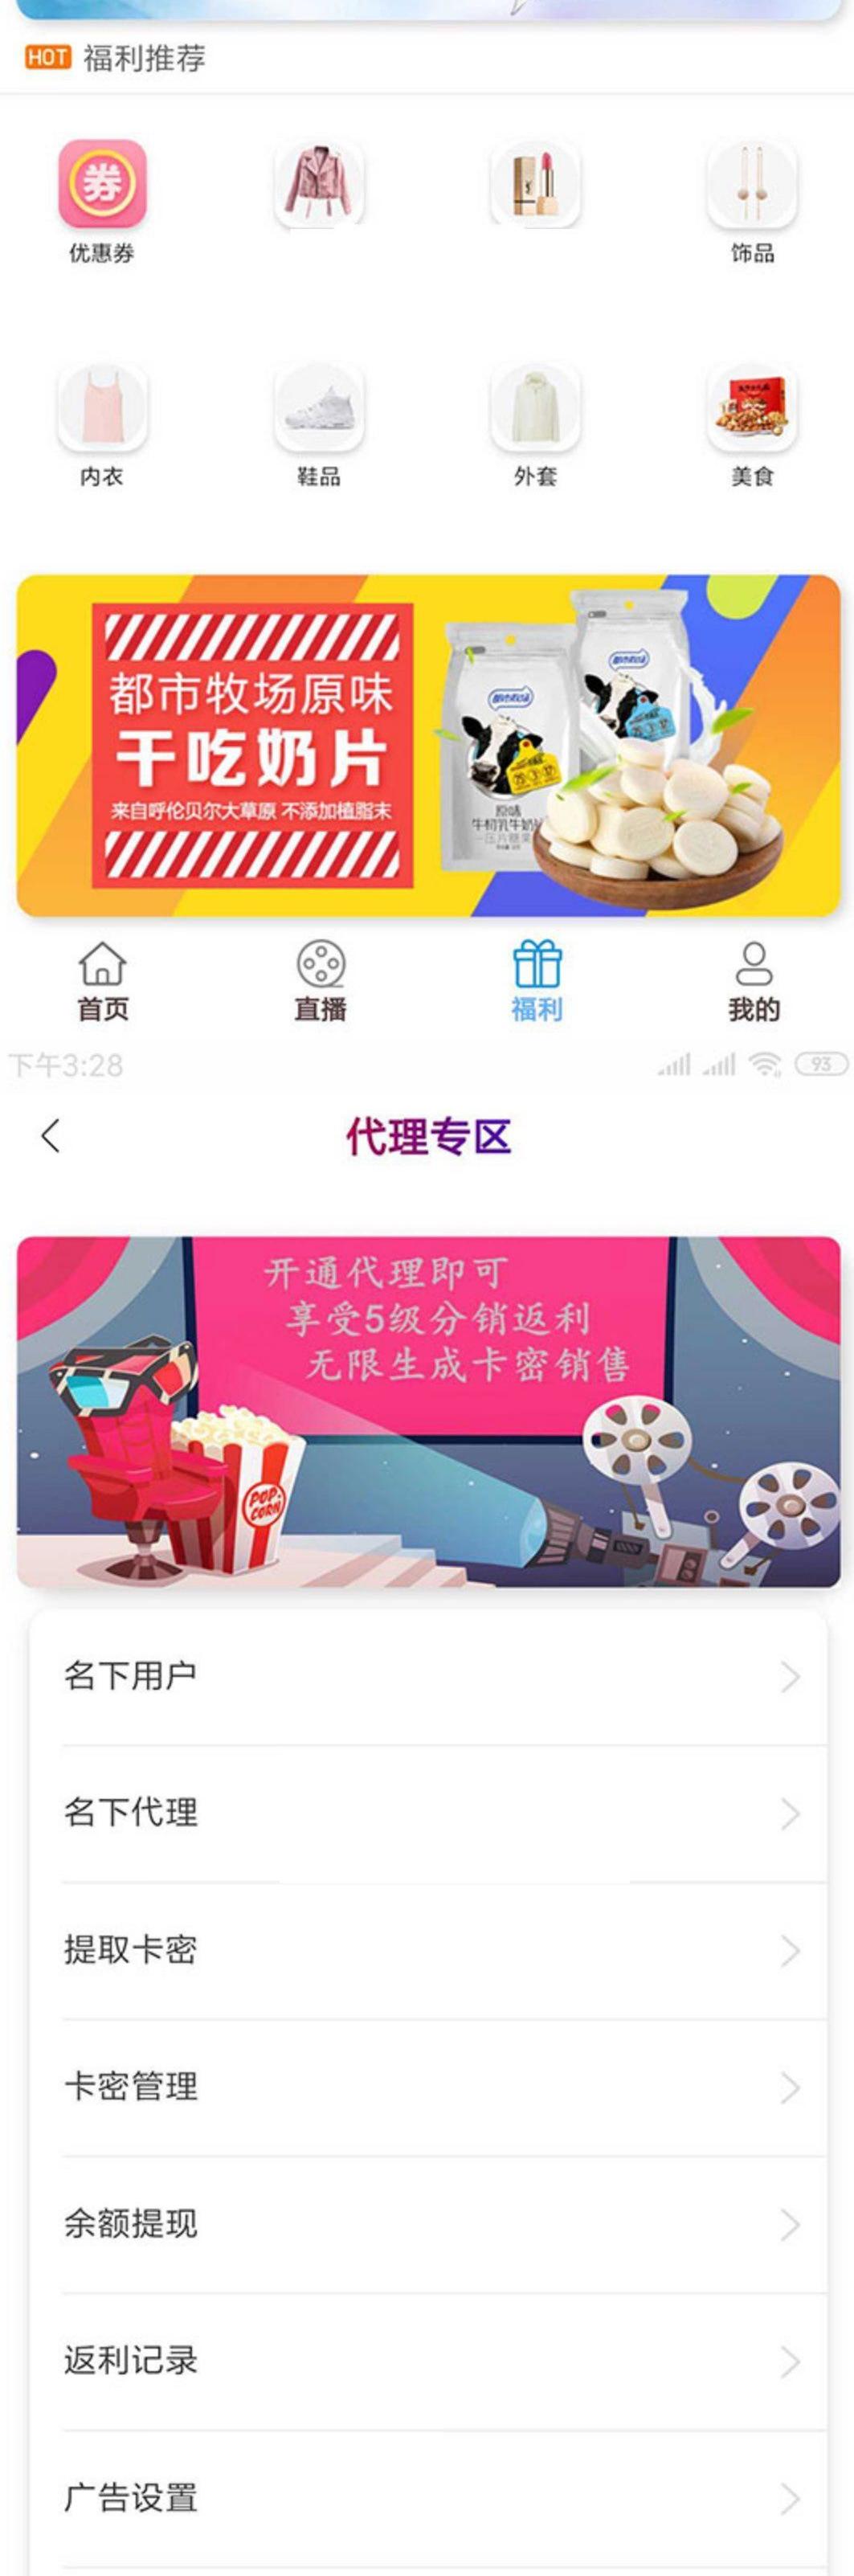 HOT 福利推荐
券
优惠券
饰品
内衣
鞋品
外套
美食
都市牧场原味
干吃奶片
来自呼伦贝尔大草原 不添加植脂末
都市牧场
都市牧场
原味
首页
直播
福利
我的
下午3:28
93
代理专区
开通代理即可
享受5级分销返利
无限生成卡密销售
POP CORN
名下用户
名下代理
提取卡密
卡密管理
余额提现
返利记录
广告设置